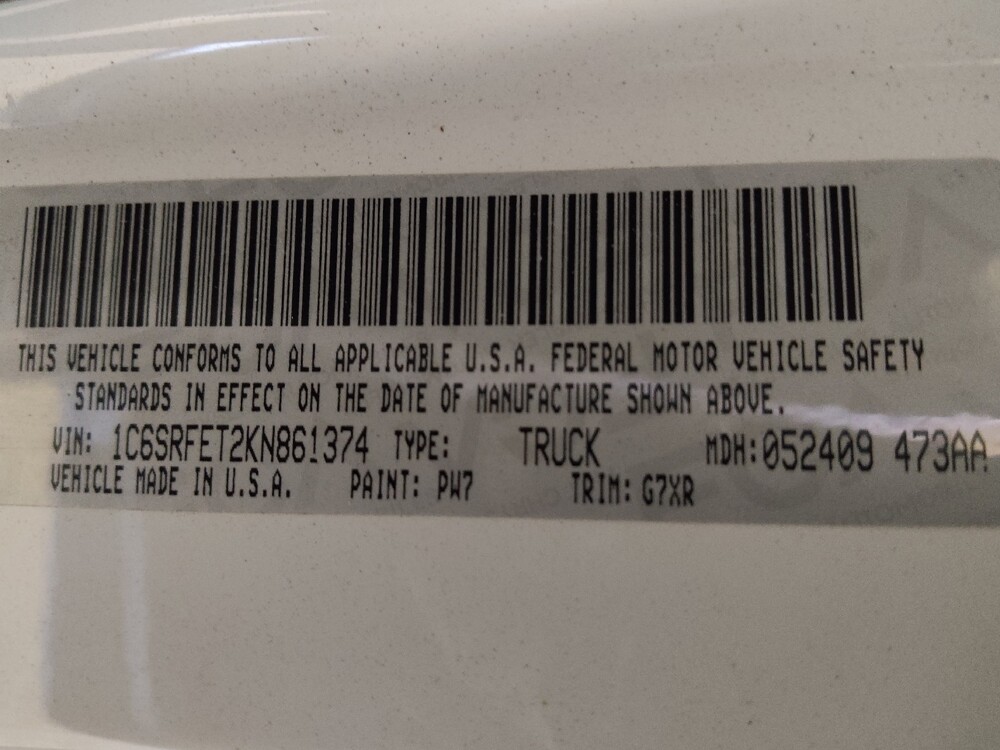 THIS VEHICLE CONFORMS TO ALL APPLICABLE U.S.A. FEDERAL MOTOR VEHICLE SAFETY
STANDARDS IN EFFECT ON THE DATE OF MANUFACTURE SHOWN ABOVE.
VIN: 1C6SRFET2KN861374 TYPE: TRUCK MDH:052409 473AA
VEHICLE MADE IN U.S.A. PAINT: PW7 TRIM: G7XR